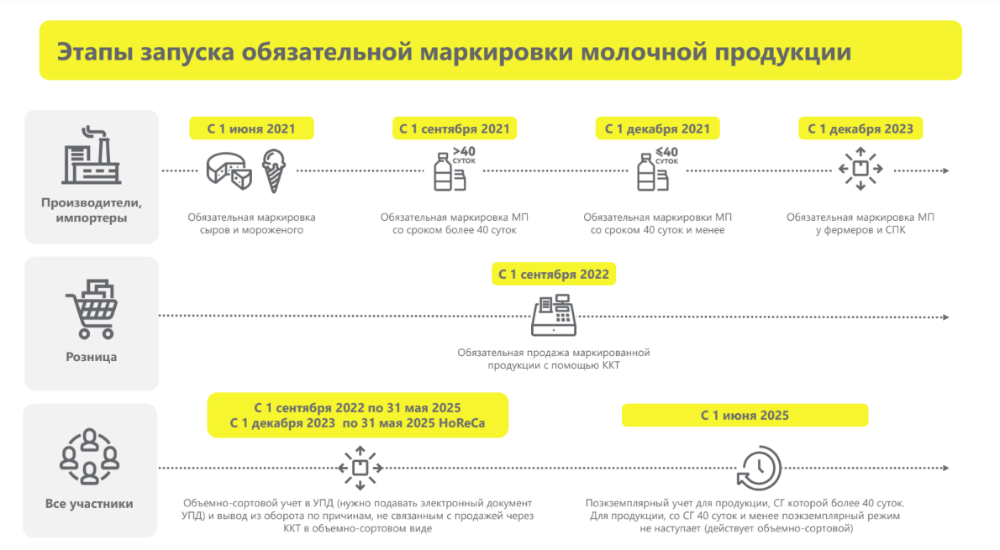 Этапы запуска обязательной маркировки молочной продукции
Производители,
импортеры
С 1 июня 2021
Обязательная маркировка
сыров и мороженого
С 1 сентября 2021
>40
СУТОК
Обязательная маркировка МП
со сроком более 40 суток
С 1 декабря 2021
⩽40
СУТОК
Обязательная маркировки МП
со сроком 40 суток и менее
С 1 декабря 2023
Обязательная маркировка МП
у фермеров и СПК
Розница
С 1 сентября 2022
Обязательная продажа маркированной
продукции с помощью ККТ
Все участники
С 1 сентября 2022 по 31 мая 2025
С 1 декабря 2023 по 31 мая 2025 HoReCa
Объемно-сортовой учет в УПД (нужно подавать электронный документ
УПД) и вывод из оборота по причинам, не связанным с продажей через
ККТ в объемно-сортовом виде
С 1 июня 2025
Поэкземплярный учет для продукции, СГ которой более 40 суток.
Для продукции, со СГ 40 суток и менее поэкземплярный режим
не наступает (действует объемно-сортовой)